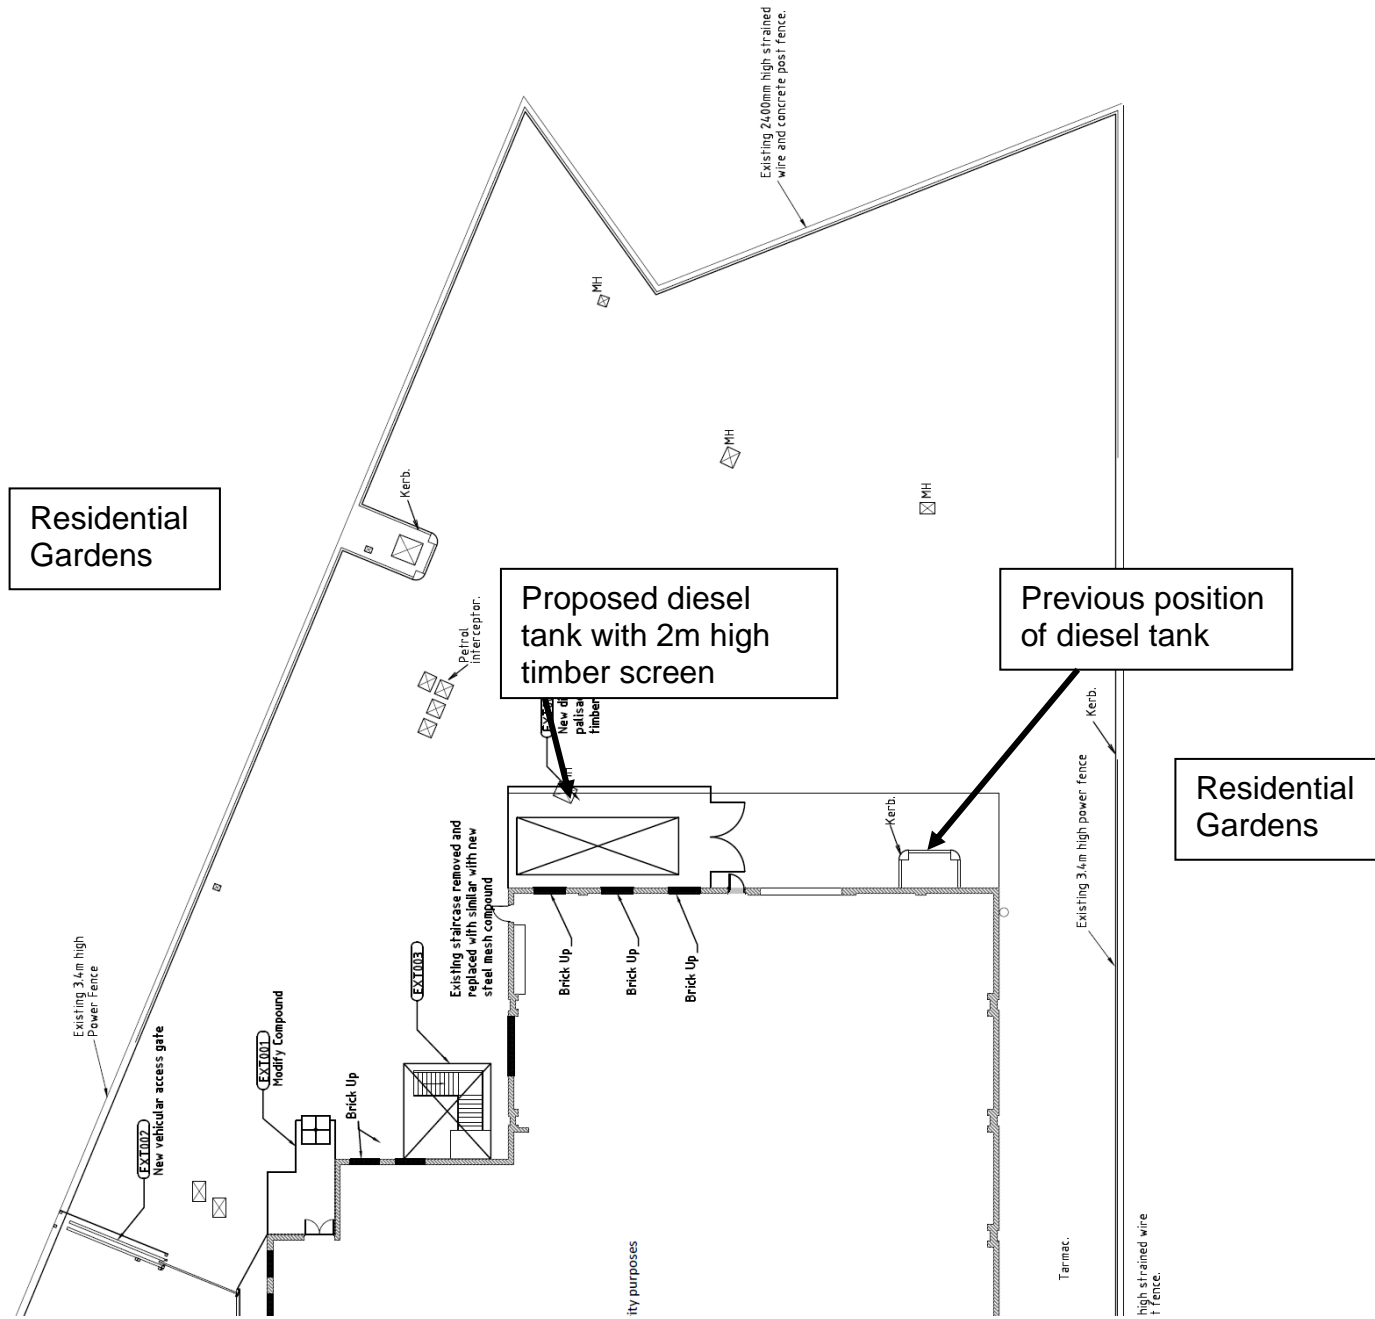 Existing 2400mm high strained
wire and concrete post fence.
MH
MH
MH
Kerb.
Residential
Gardens
Petrol
interceptor.
Proposed diesel
tank with 2m high
timber screen
Previous position
of diesel tank
New di
palisa
timber
Kerb.
Existing 3.4m high power fence
Residential
Gardens
Kerb.
Existing staircase removed and
replaced with similar with new
steel mesh compound
EXT003
Brick Up
Brick Up
Brick Up
Existing 3.4m high
Power Fence
New vehicular access gate
EXT002
EXT001
Modify Compound
Brick Up
Tarmac.
high strained wire
t fence.
ity purposes